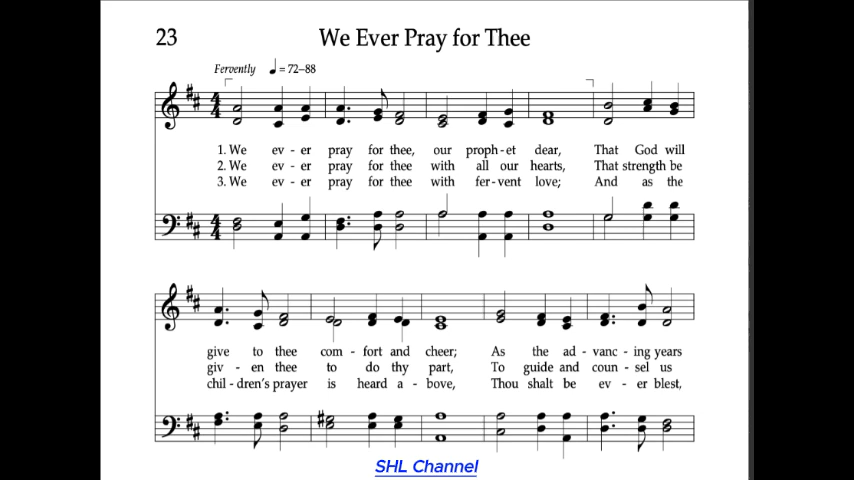 23 We Ever Pray for Thee
Fervently ♩ = 72–88
1. We ev - er pray for thee, our proph - et dear, That God will
2. We ev - er pray for thee with all our hearts, That strength be
3. We ev - er pray for thee with fer - vent love; And as the
give to thee com - fort and cheer; As the ad - vanc - ing years
giv - en thee to do thy part, To guide and coun - sel us
chil - dren's prayer is heard a - bove, Thou shalt be ev - er blest,
SHL Channel